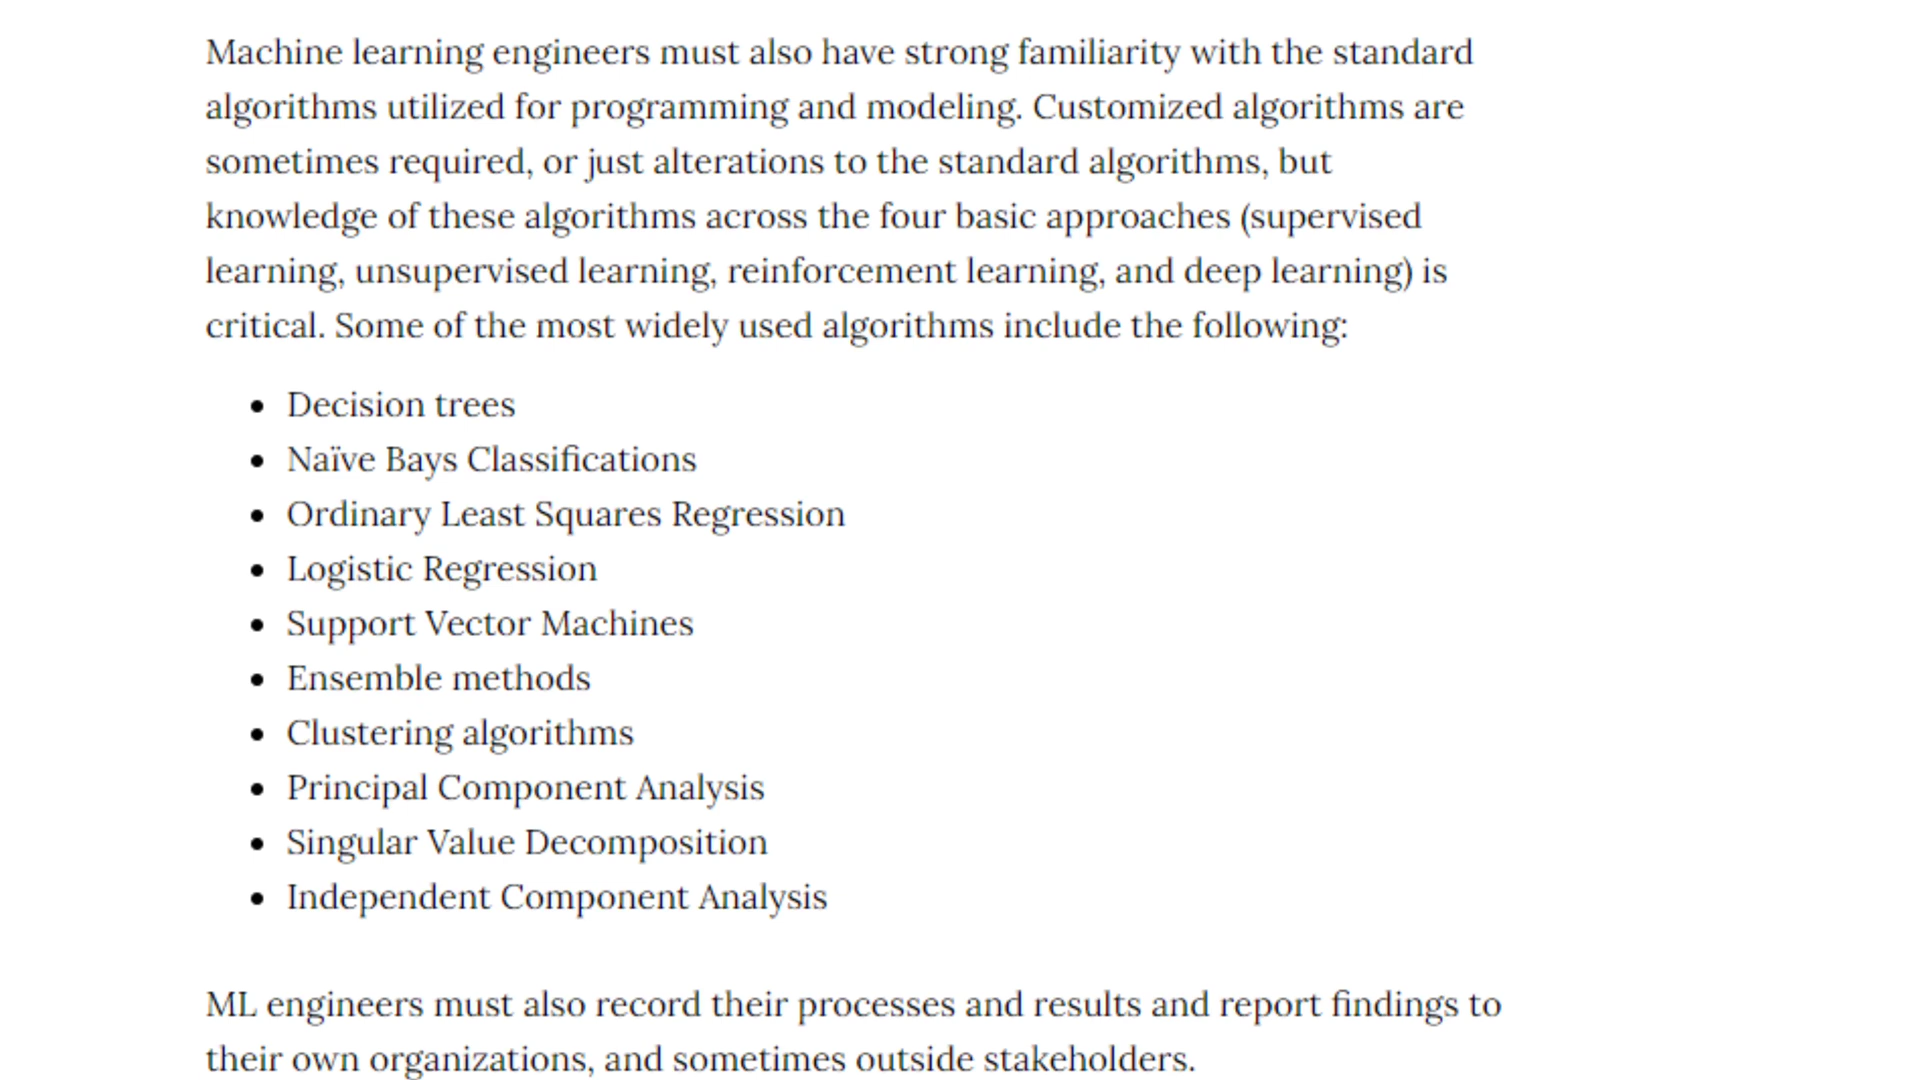 Machine learning engineers must also have strong familiarity with the standard
algorithms utilized for programming and modeling. Customized algorithms are
sometimes required, or just alterations to the standard algorithms, but
knowledge of these algorithms across the four basic approaches (supervised
learning, unsupervised learning, reinforcement learning, and deep learning) is
critical. Some of the most widely used algorithms include the following:
• Decision trees
• Naïve Bays Classifications
• Ordinary Least Squares Regression
• Logistic Regression
• Support Vector Machines
• Ensemble methods
• Clustering algorithms
• Principal Component Analysis
• Singular Value Decomposition
• Independent Component Analysis
ML engineers must also record their processes and results and report findings to
their own organizations, and sometimes outside stakeholders.